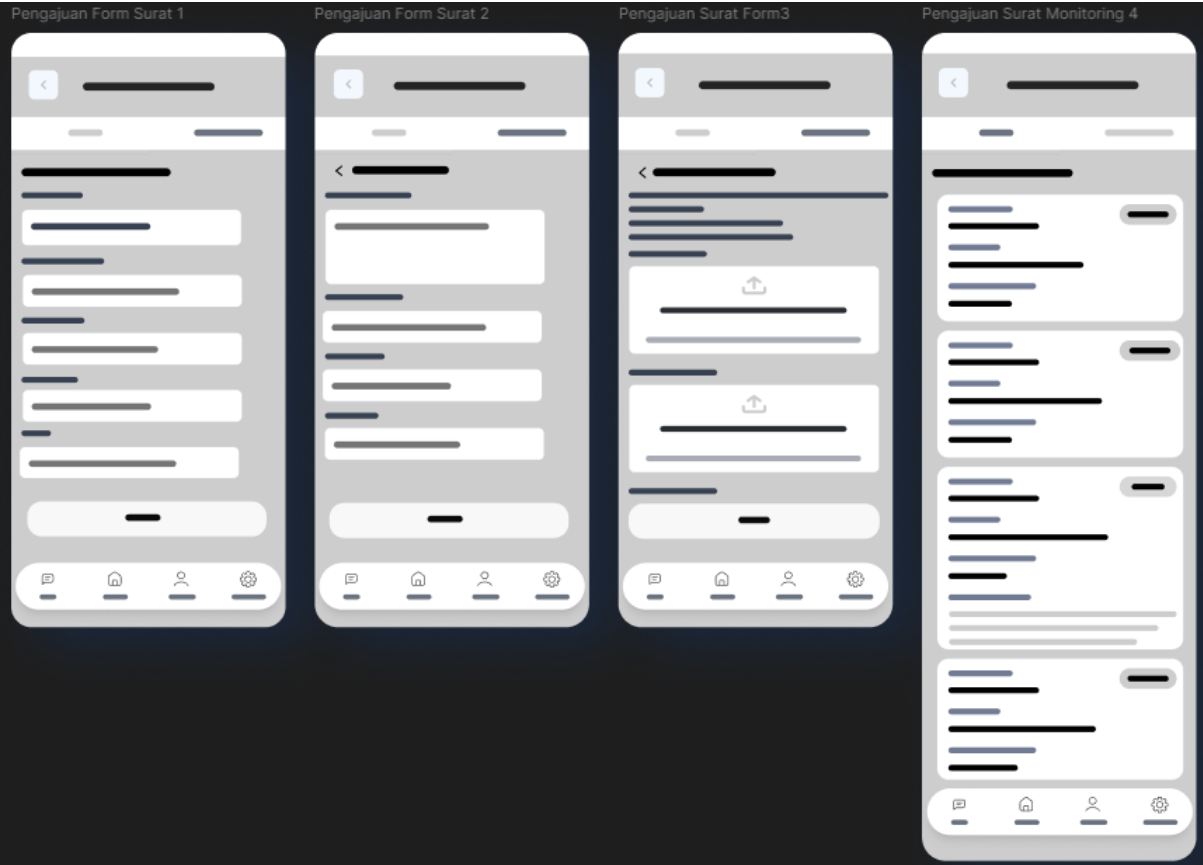 Pengajuan Form Surat 1
Pengajuan Form Surat 2
Pengajuan Surat Form3
Pengajuan Surat Monitoring 4